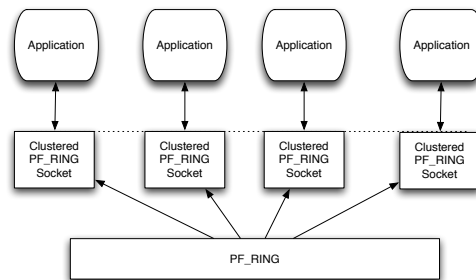 Application
Application
Application
Application
Clustered
PF_RING
Socket
Clustered
PF_RING
Socket
Clustered
PF_RING
Socket
Clustered
PF_RING
Socket
PF_RING